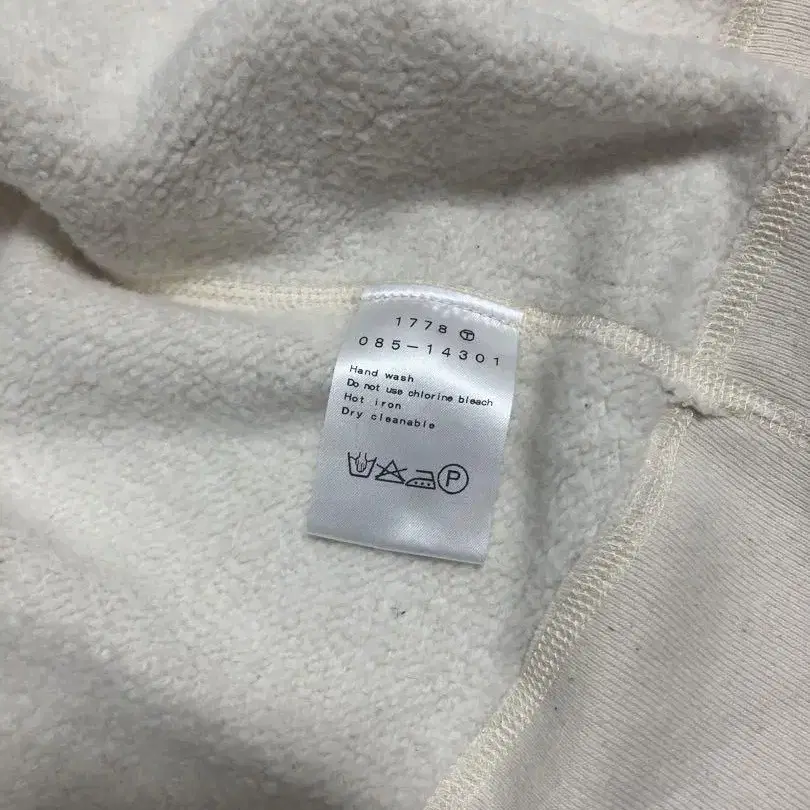 1778 Ⓣ
085-14301
Hand wash
Do not use chlorine bleach
Hot iron
Dry cleanable
P